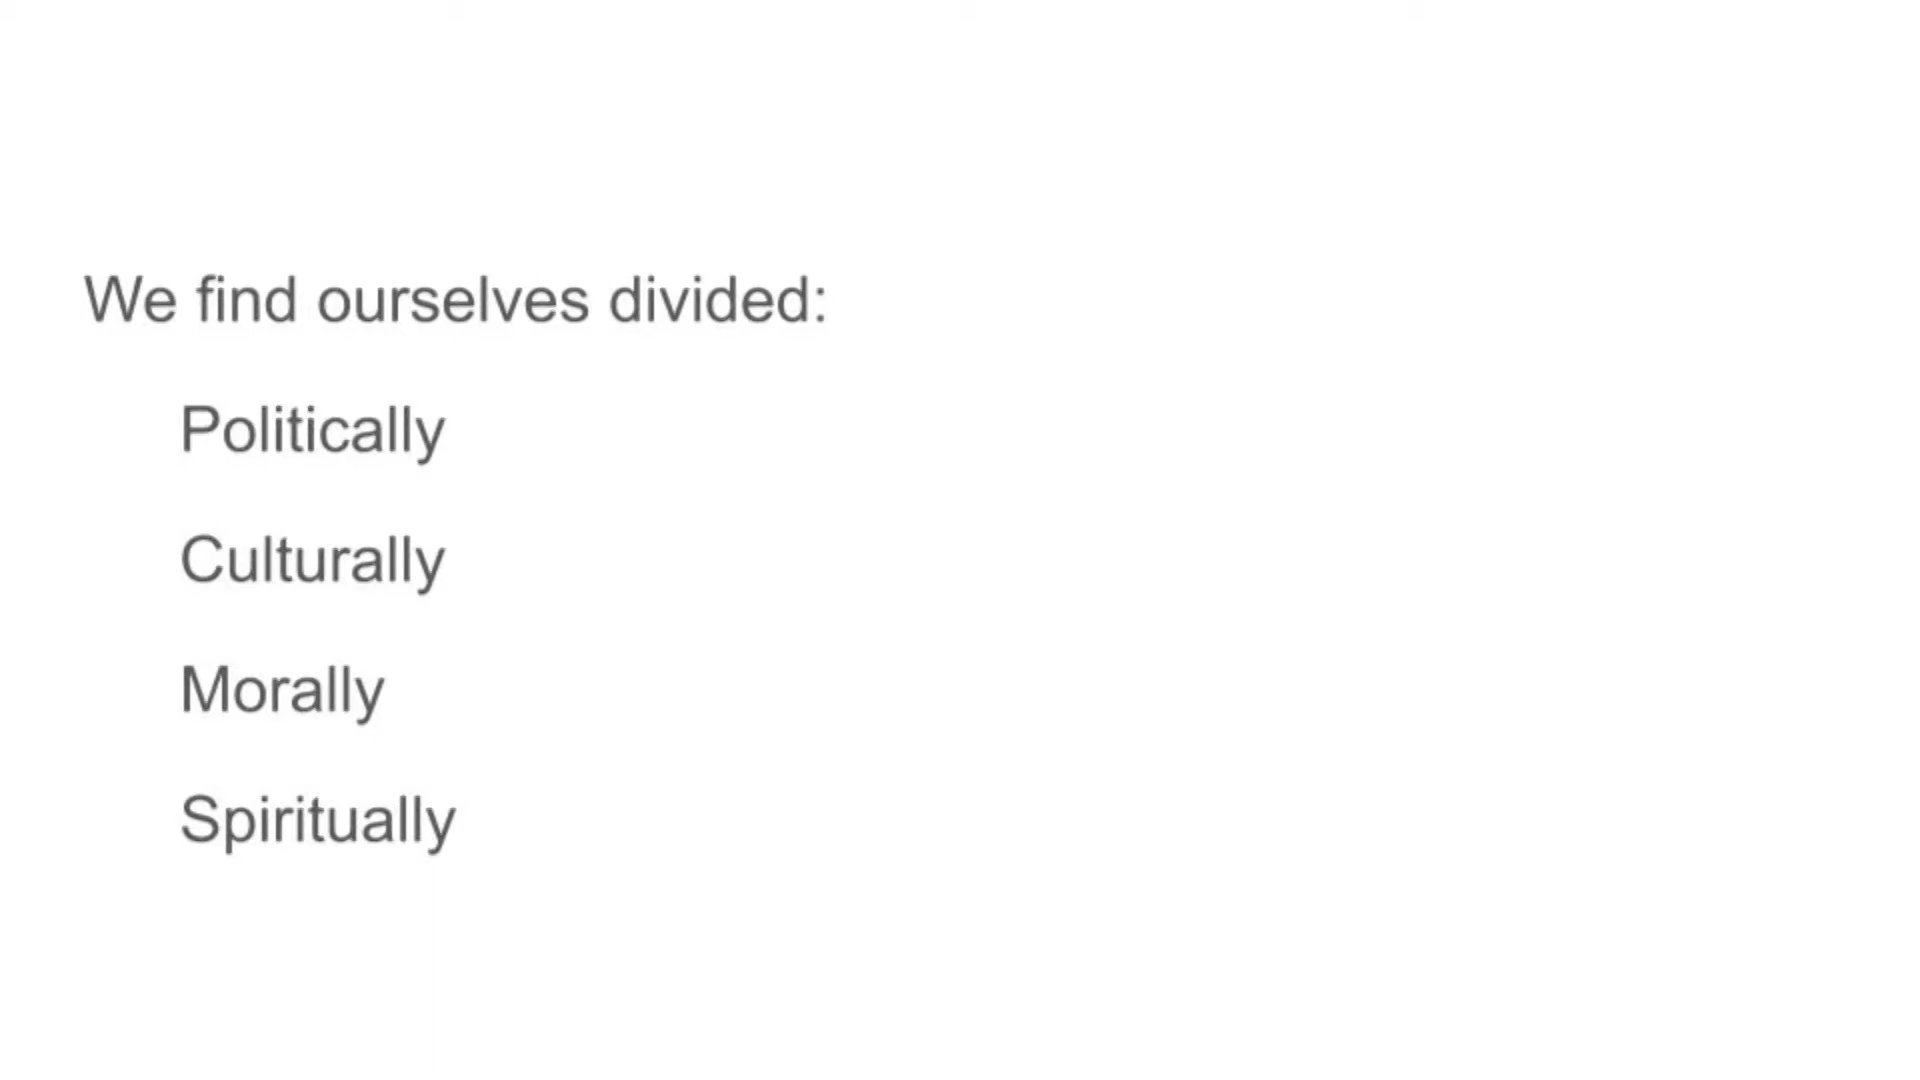 We find ourselves divided:
Politically
Culturally
Morally
Spiritually